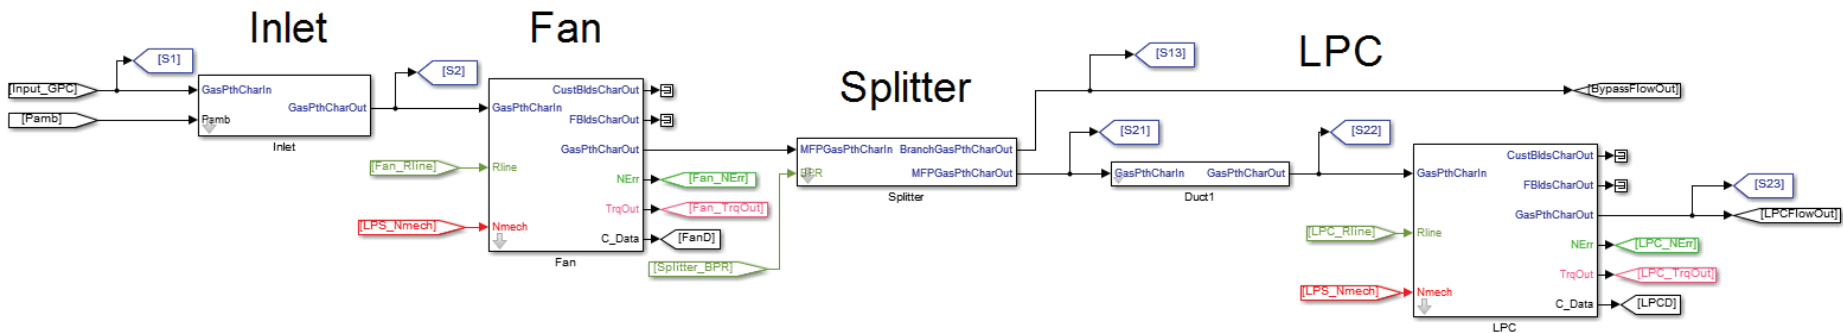 Inlet
Fan
Splitter
LPC
[Input_GPC]
[Pamb]
[S1]
GasPthCharIn
GasPthCharOut
Pamb
Inlet
[S2]
[Fan_Rline]
[LPS_Nmech]
GasPthCharIn
Rline
Nmech
CustBldsCharOut
FBldsCharOut
GasPthCharOut
NErr
TrqOut
C_Data
Fan
[Fan_NErr]
[Fan_TrqOut]
[FanD]
[Splitter_BPR]
MFPGasPthCharIn
BranchGasPthCharOut
BPR
MFPGasPthCharOut
Splitter
[S13]
[BypassFlowOut]
[S21]
GasPthCharIn
GasPthCharOut
Duct1
[S22]
[LPC_Rline]
[LPS_Nmech]
GasPthCharIn
Rline
Nmech
CustBldsCharOut
FBldsCharOut
GasPthCharOut
NErr
TrqOut
C_Data
LPC
[S23]
[LPCFlowOut]
[LPC_NErr]
[LPC_TrqOut]
[LPCD]